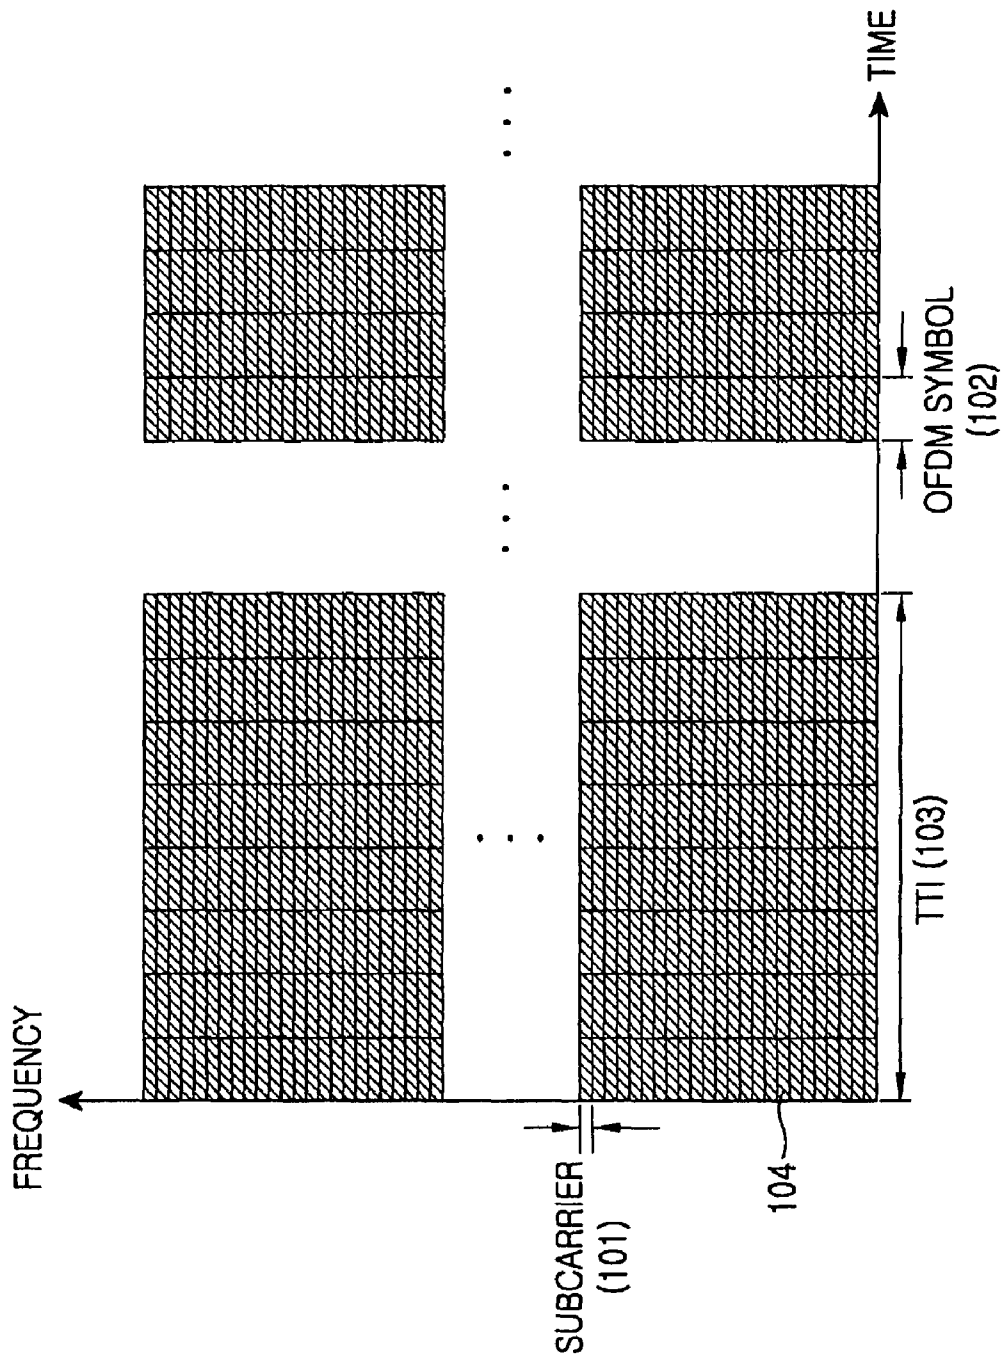 FREQUENCY
SUBCARRIER
(101)
104
TTI (103)
OFDM SYMBOL
(102)
TIME